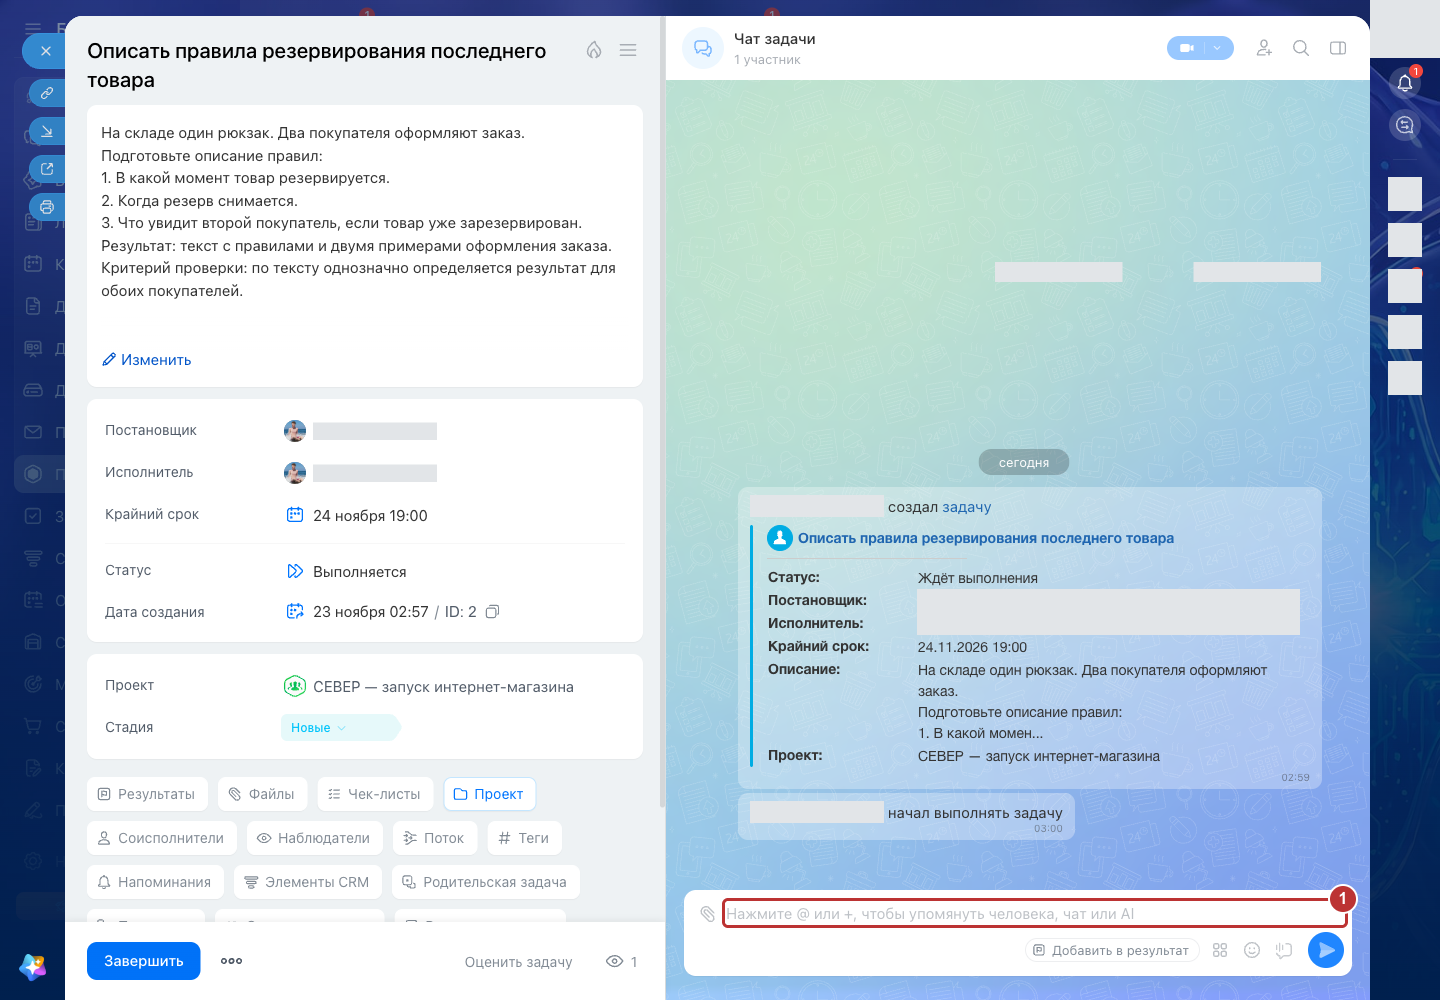 Описать правила резервирования последнего
товара
На складе один рюкзак. Два покупателя оформляют заказ.
Подготовьте описание правил:
1. В какой момент товар резервируется.
2. Когда резерв снимается.
3. Что увидит второй покупатель, если товар уже зарезервирован.
Результат: текст с правилами и двумя примерами оформления заказа.
Критерий проверки: по тексту однозначно определяется результат для
обоих покупателей.
Изменить
Постановщик
Исполнитель
Крайний срок 24 ноября 19:00
Статус Выполняется
Дата создания 23 ноября 02:57 / ID: 2
Проект СЕВЕР — запуск интернет-магазина
Стадия Новые
Результаты Файлы Чек-листы Проект
Соисполнители Наблюдатели Поток Теги
Напоминания Элементы CRM Родительская задача
Завершить Оценить задачу 1
Чат задачи
1 участник
сегодня
создал задачу
Описать правила резервирования последнего товара
Статус: Ждёт выполнения
Постановщик:
Исполнитель:
Крайний срок: 24.11.2026 19:00
Описание: На складе один рюкзак. Два покупателя оформляют
заказ.
Подготовьте описание правил:
1. В какой момен...
Проект: СЕВЕР — запуск интернет-магазина
02:59
начал выполнять задачу
03:00
1
Нажмите @ или +, чтобы упомянуть человека, чат или AI
Добавить в результат
1